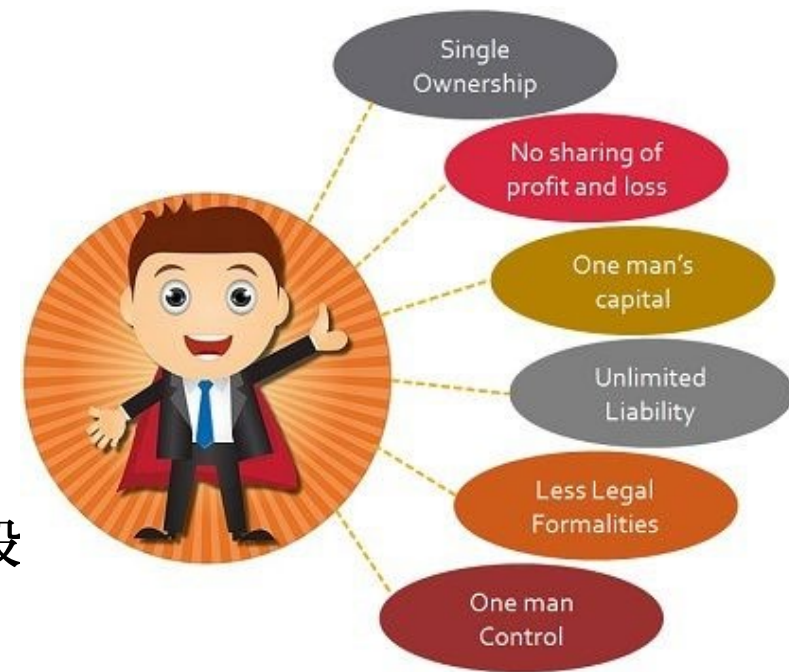 Single
Ownership
No sharing of
profit and loss
One man's
capital
Unlimited
Liability
Less Legal
Formalities
One man
Control